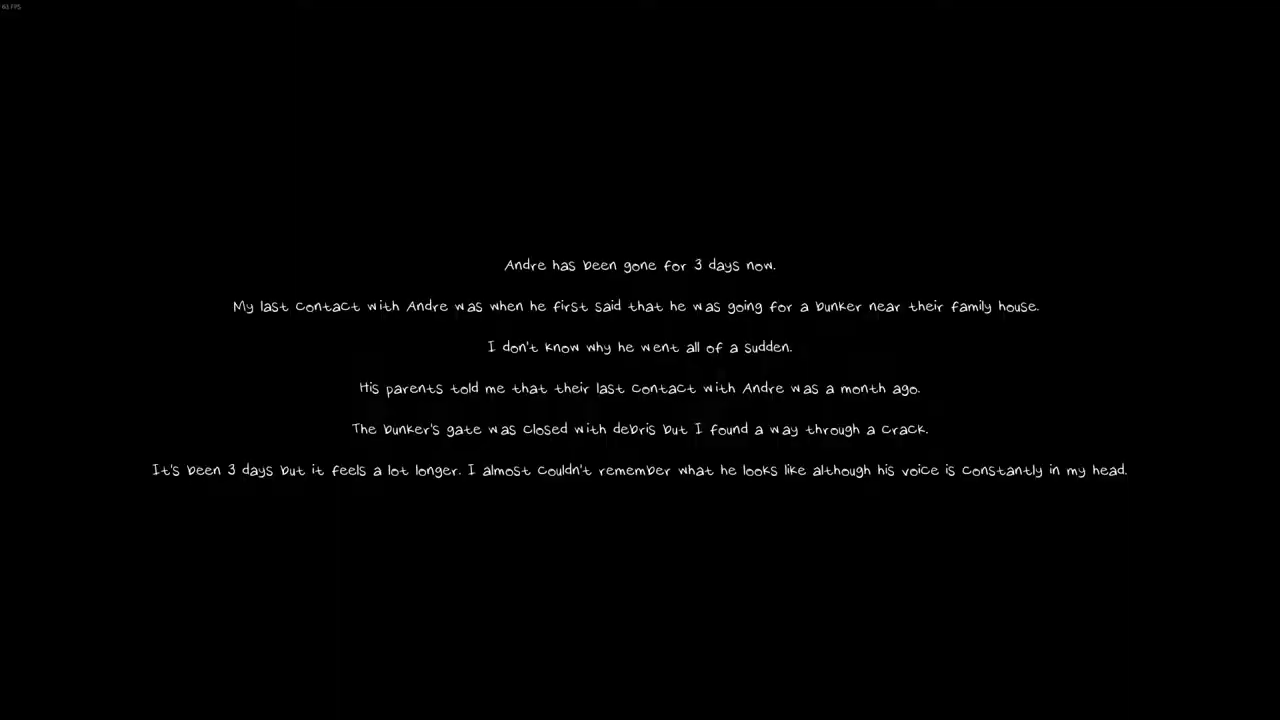 63 FPS
Andre has been gone for 3 days now.
My last contact with Andre was when he first said that he was going for a bunker near their family house.
I don't know why he went all of a sudden.
His parents told me that their last contact with Andre was a month ago.
The bunker's gate was closed with debris but I found a way through a crack.
It's been 3 days but it feels a lot longer. I almost couldn't remember what he looks like although his voice is constantly in my head.